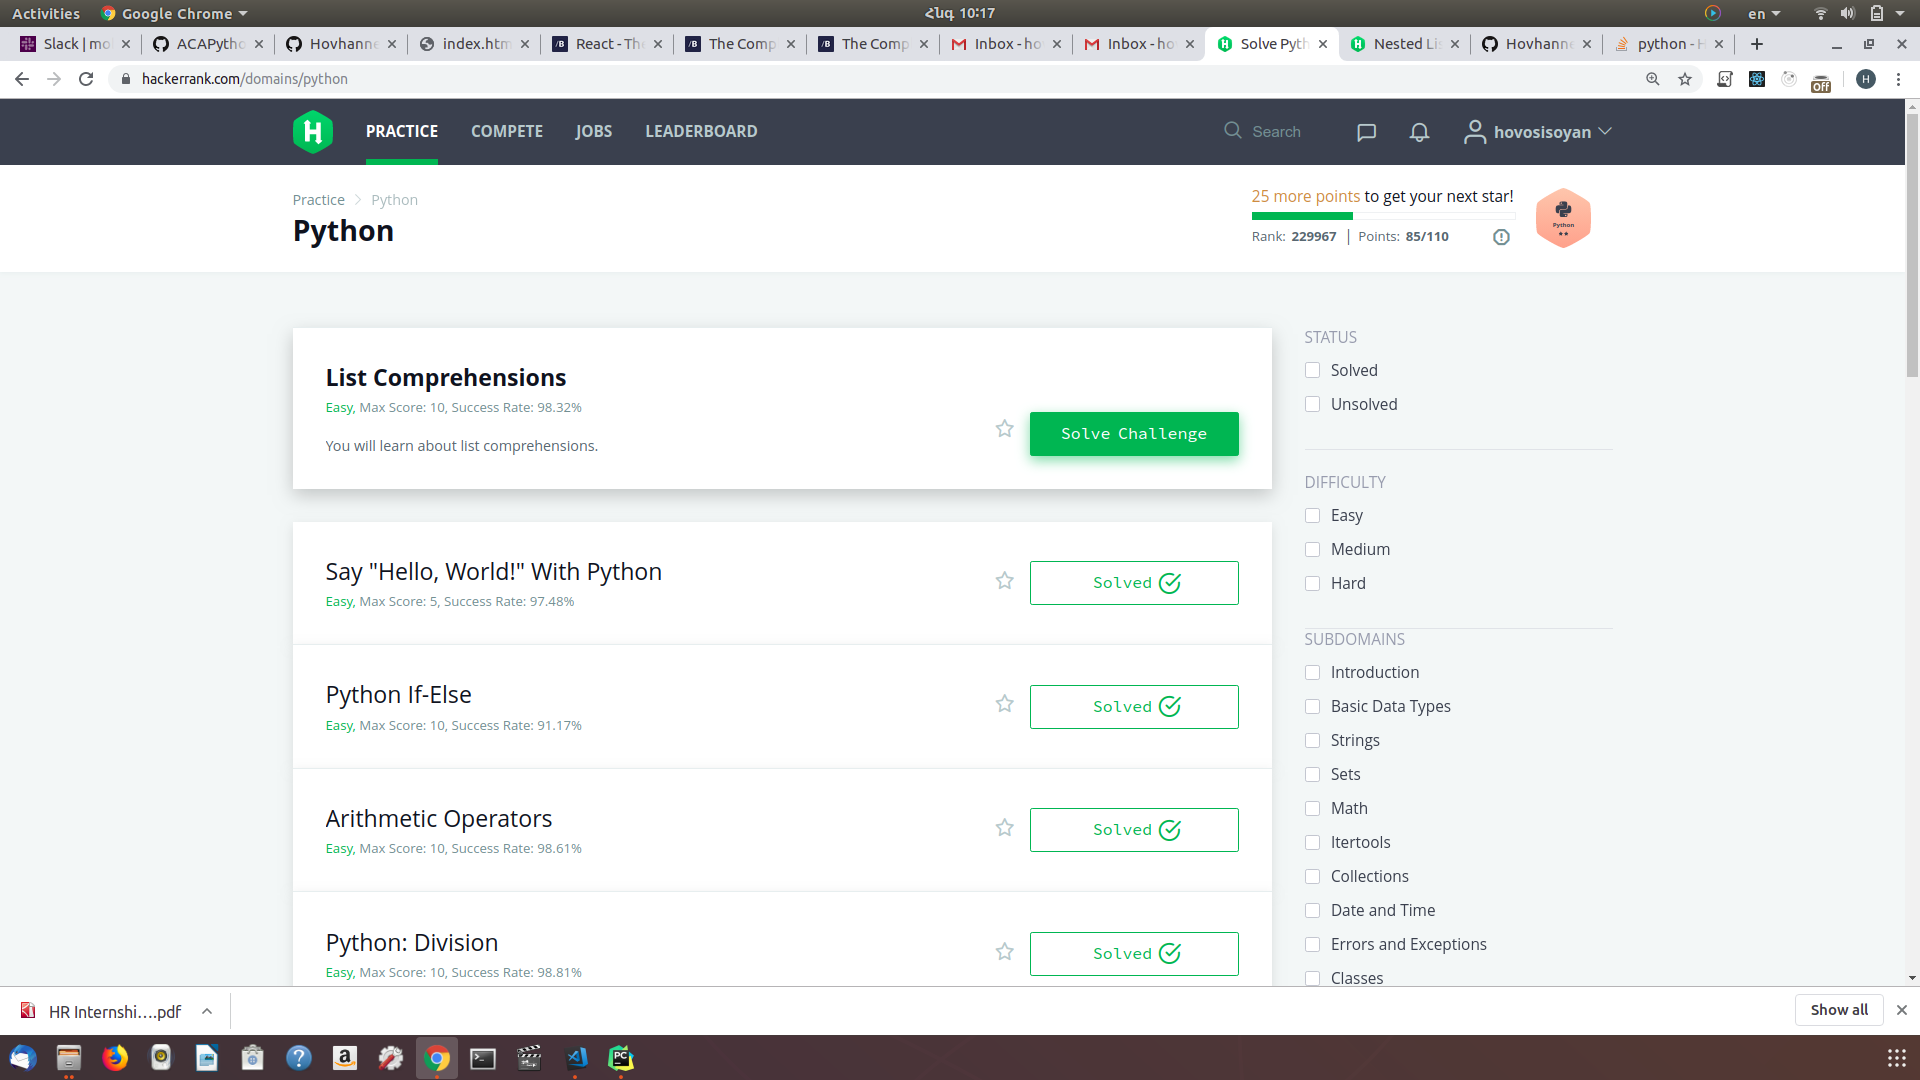 Activities
Google Chrome
Հնգ 10:17
en
Slack | mo
ACAPytho
Hovhanne
index.htm
React - Th
The Comp
The Comp
Inbox - ho
Inbox - ho
Solve Pyth
Nested Lis
Hovhanne
python - H
hackerrank.com/domains/python
Off
H
H
PRACTICE
COMPETE
JOBS
LEADERBOARD
Search
hovosisoyan
Practice
Python
Python
25 more points to get your next star!
Rank: 229967
Points: 85/110
Python
List Comprehensions
Easy, Max Score: 10, Success Rate: 98.32%
You will learn about list comprehensions.
Solve Challenge
Say "Hello, World!" With Python
Easy, Max Score: 5, Success Rate: 97.48%
Solved
Python If-Else
Easy, Max Score: 10, Success Rate: 91.17%
Solved
Arithmetic Operators
Easy, Max Score: 10, Success Rate: 98.61%
Solved
Python: Division
Easy, Max Score: 10, Success Rate: 98.81%
Solved
STATUS
Solved
Unsolved
DIFFICULTY
Easy
Medium
Hard
SUBDOMAINS
Introduction
Basic Data Types
Strings
Sets
Math
Itertools
Collections
Date and Time
Errors and Exceptions
Classes
HR Internshi....pdf
Show all